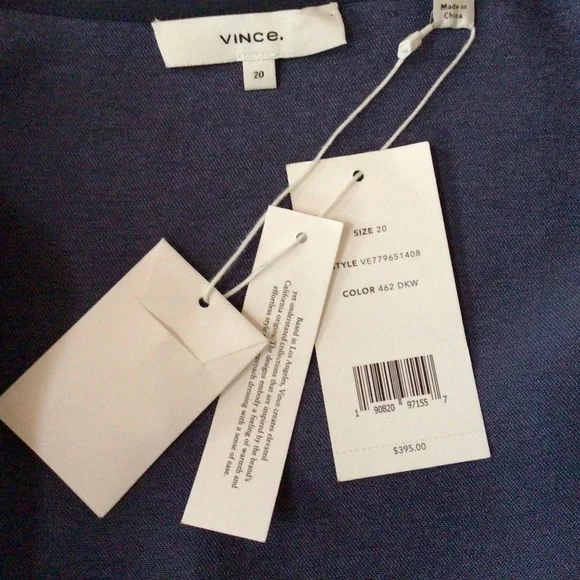 VINCE.
20
Made in
China
SIZE 20
STYLE VE779651408
COLOR 462 DKW
1 90820 97155 7
$395.00
Based in Los Angeles, Vince creates elevated
yet understated collections that are inspired by the brand's
California origins. The designs embody a feeling of warmth and
effortless style
approach dressing with a sense of ease.